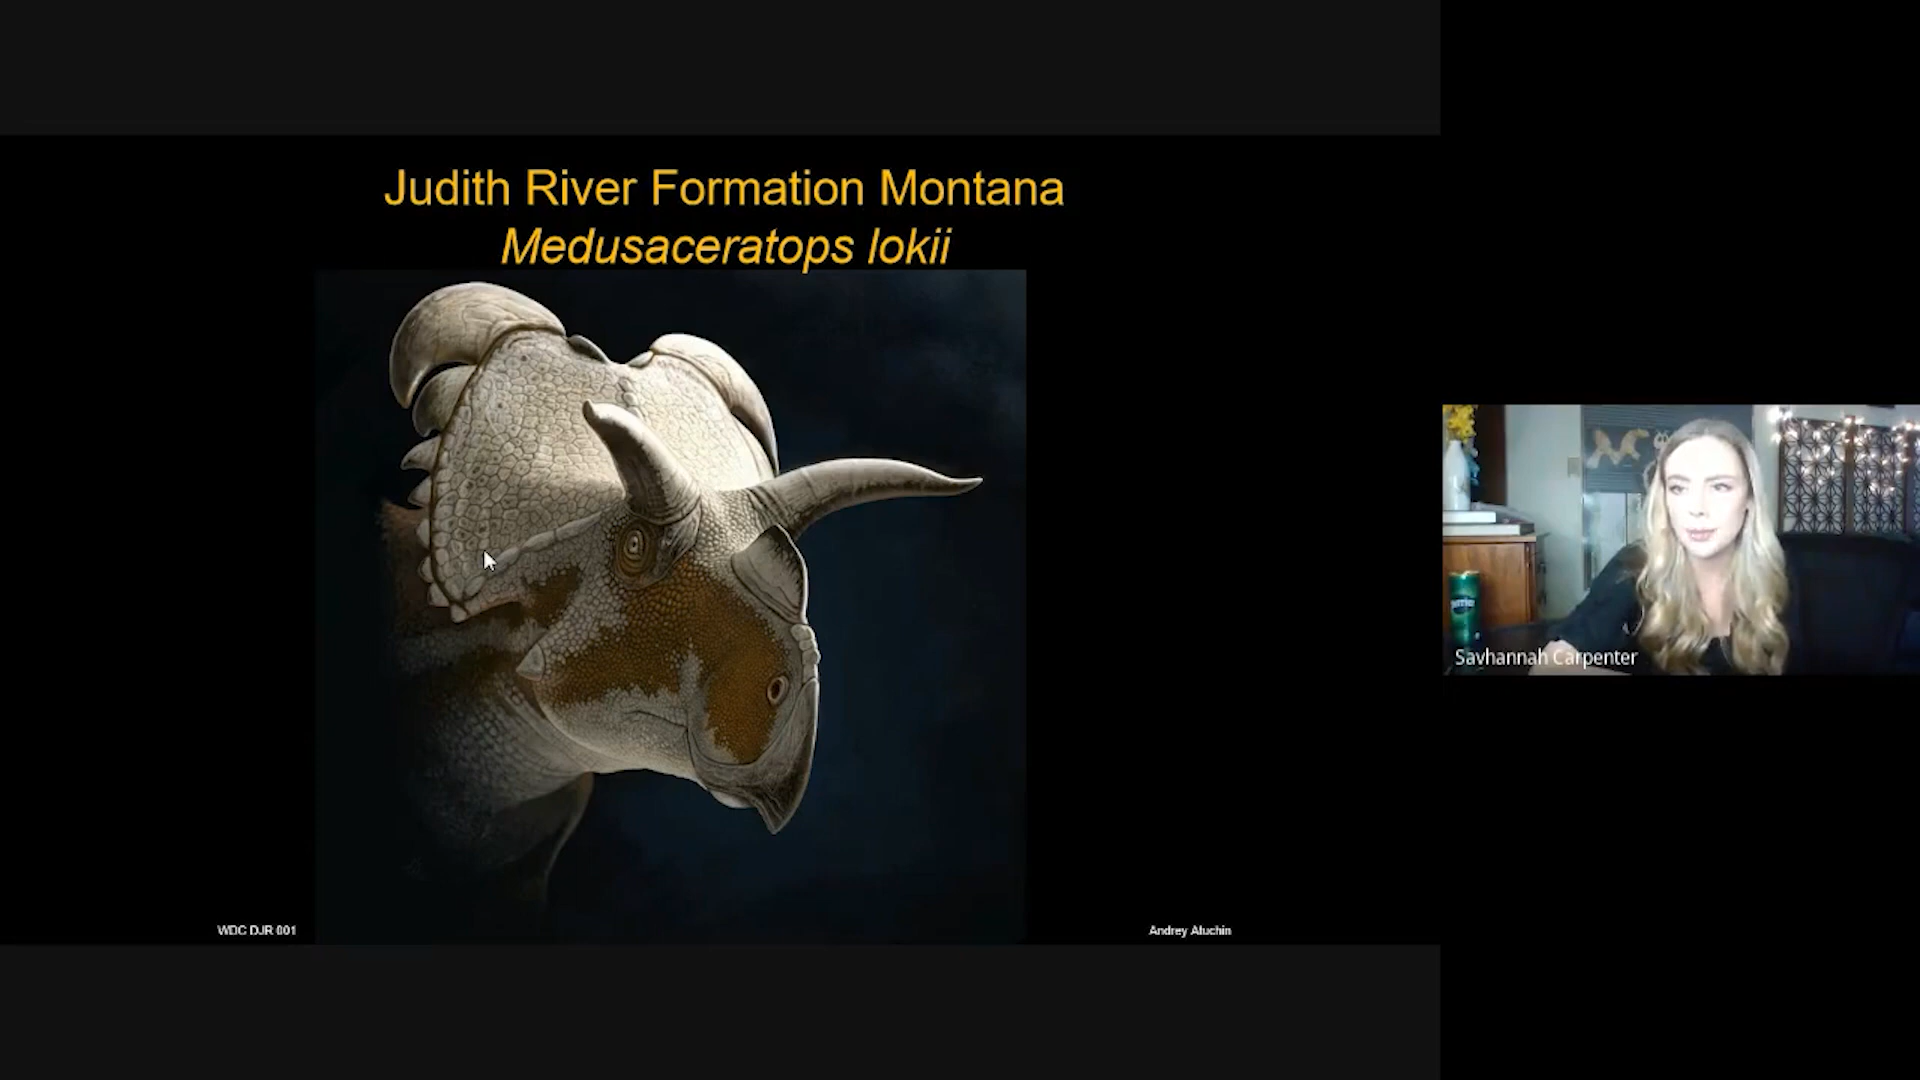 Judith River Formation Montana
Medusaceratops lokii
Savhannah Carpenter
WDC DJR 001
Andrey Atuchin